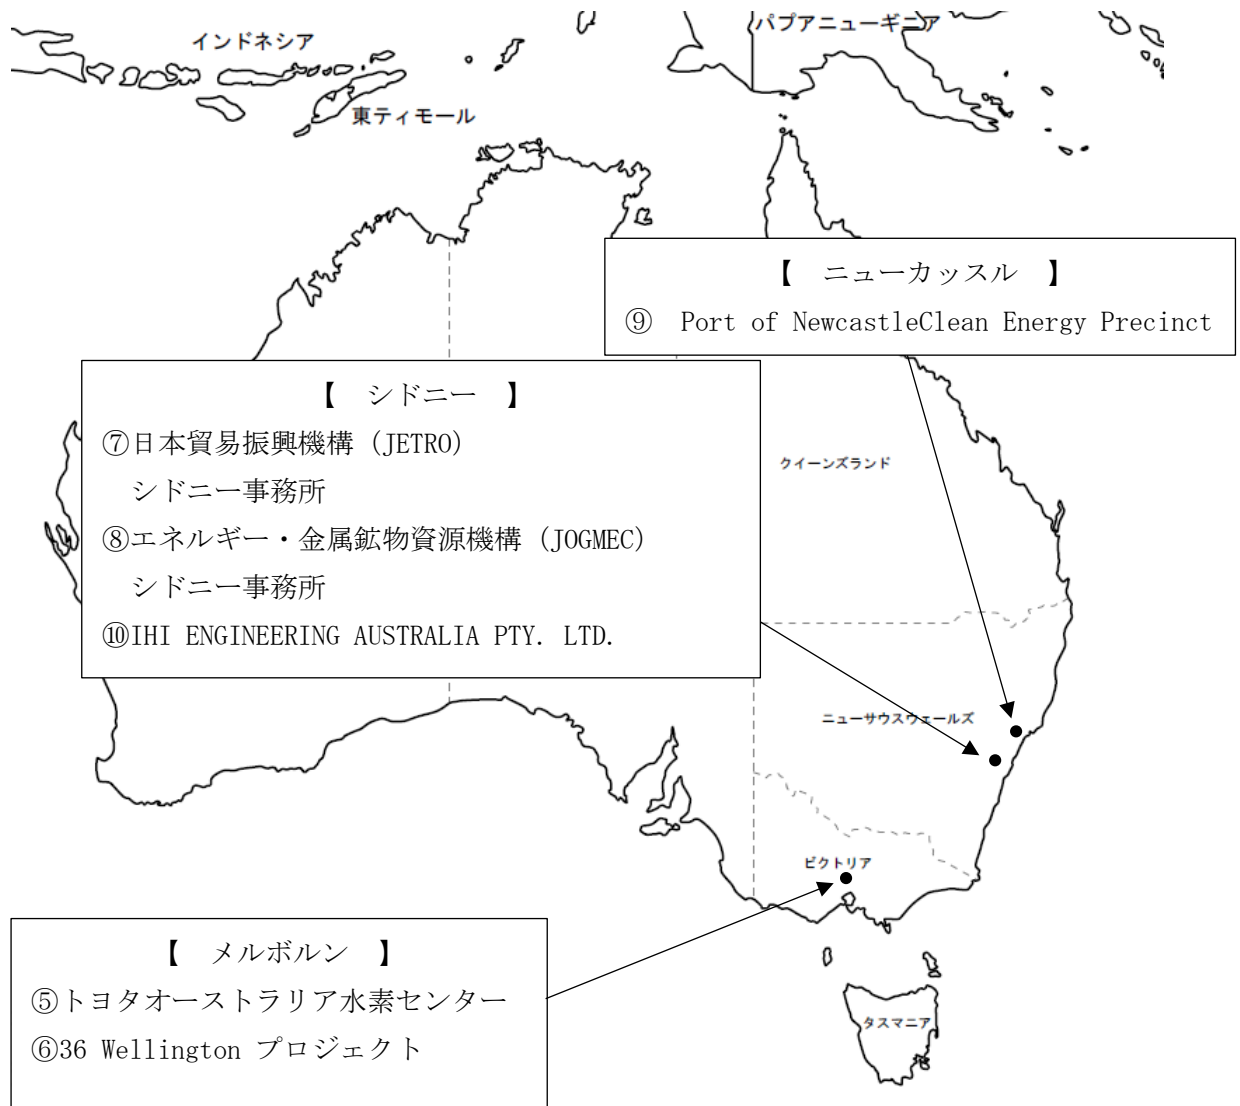 インドネシア
パプアニューギニア
東ティモール
【　ニューカッスル　】
⑨　Port of NewcastleClean Energy Precinct
【　シドニー　】
⑦日本貿易振興機構（JETRO）
シドニー事務所
⑧エネルギー・金属鉱物資源機構（JOGMEC）
シドニー事務所
⑩IHI ENGINEERING AUSTRALIA PTY. LTD.
クイーンズランド
ニューサウスウェールズ
ビクトリア
【　メルボルン　】
⑤トヨタオーストラリア水素センター
⑥36 Wellington プロジェクト
タスマニア